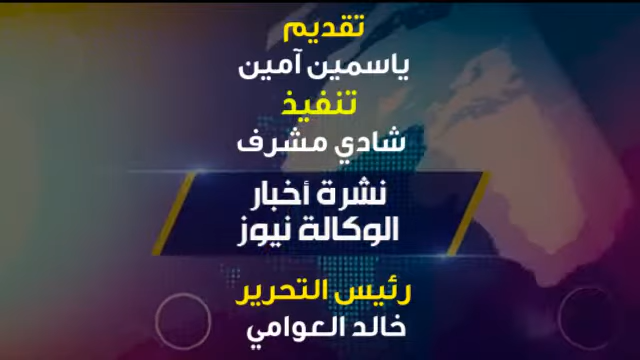 تقديم
ياسمين آمين
تنفيذ
شادي مشرف
نشرة أخبار
الوكالة نيوز
رئيس التحرير
خالد العوامي